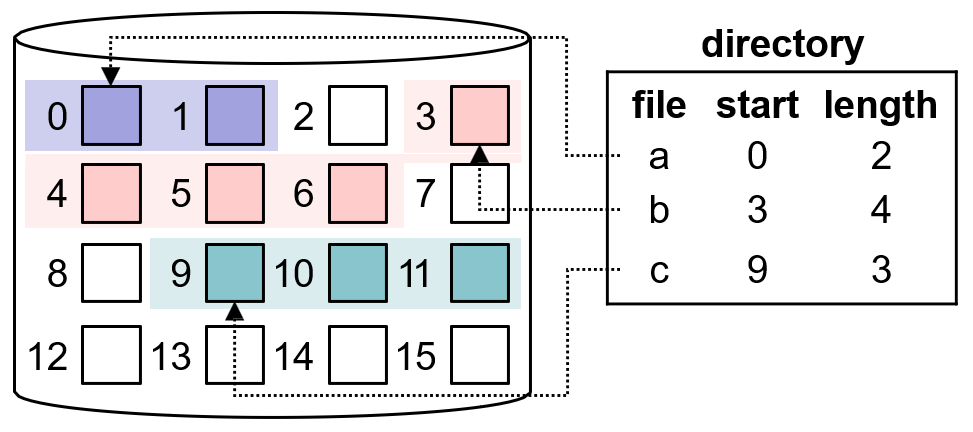 directory
file start length
a 0 2
b 3 4
c 9 3
0 1 2 3
4 5 6 7
8 9 10 11
12 13 14 15